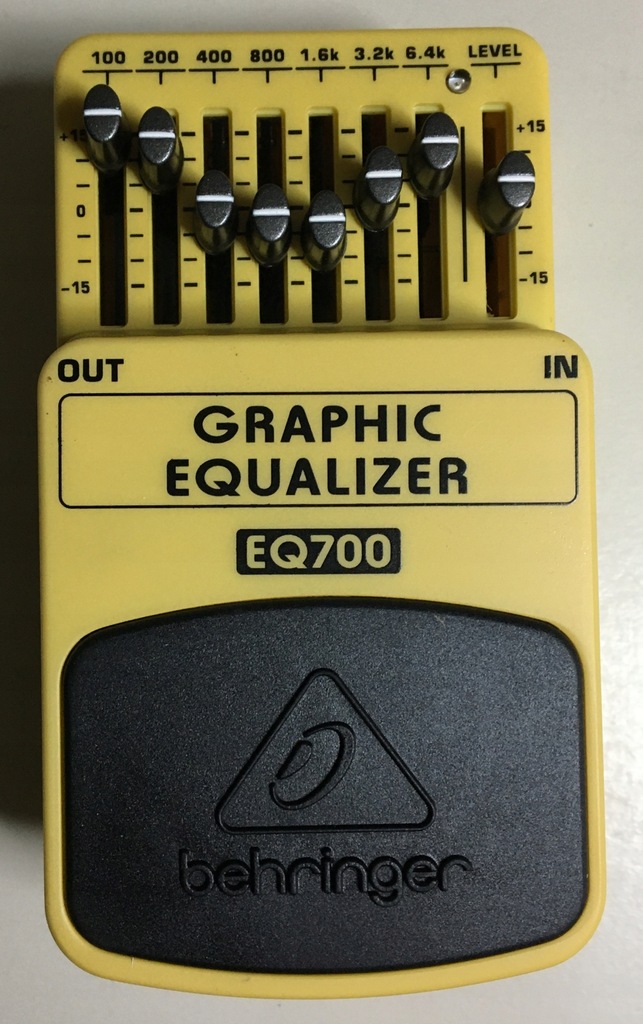 100 200 400 800 1.6k 3.2k 6.4k LEVEL
+15 +15
0
-15 -15
OUT IN
GRAPHIC
EQUALIZER
EQ700
behringer